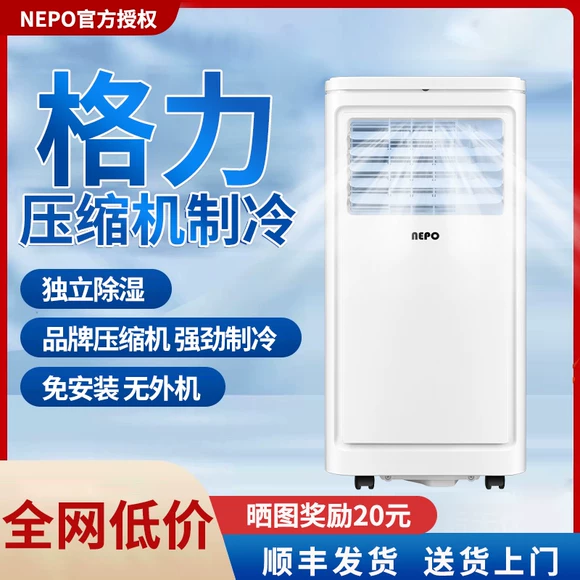 NEPO官方授权
格力
压缩机制冷
独立除湿
品牌压缩机 强劲制冷
免安装 无外机
NEPO
全网低价
晒图奖励20元
顺丰发货 送货上门